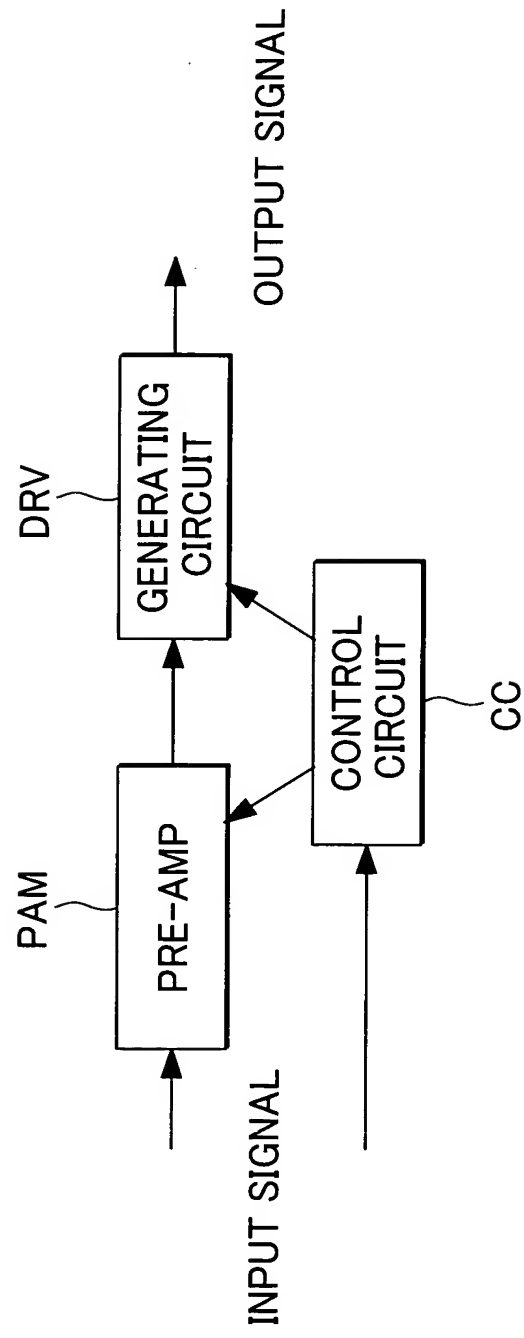 PAM
DRV
PRE-AMP
GENERATING
CIRCUIT
INPUT SIGNAL
OUTPUT SIGNAL
CONTROL
CIRCUIT
CC